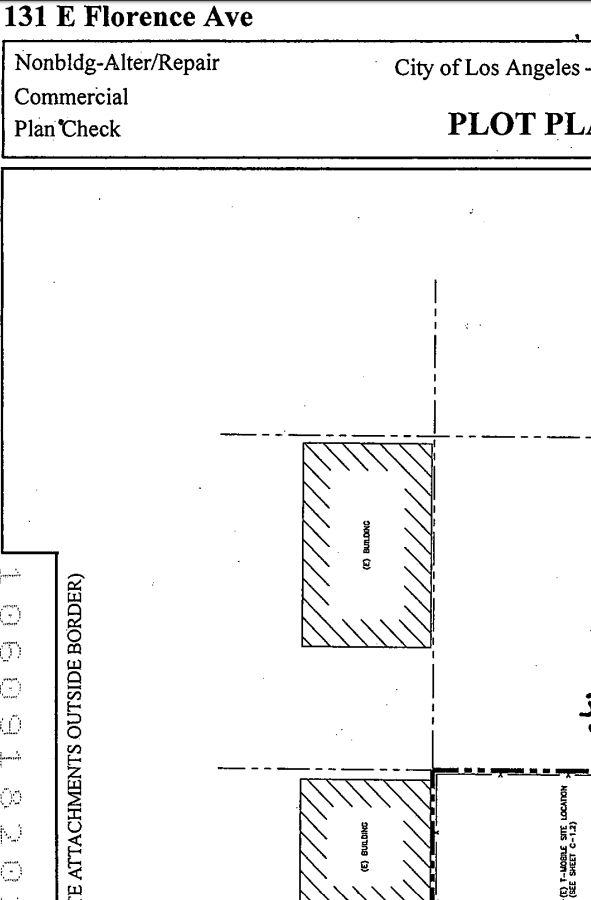 131 E Florence Ave
Nonbldg-Alter/Repair
City of Los Angeles -
Commercial
Plan Check
PLOT PLA
(E) BUILDING
E ATTACHMENTS OUTSIDE BORDER)
(E) BUILDING
E) T-MOBILE SITE LOCATION
(SEE SHEET C-1.2)
106091820